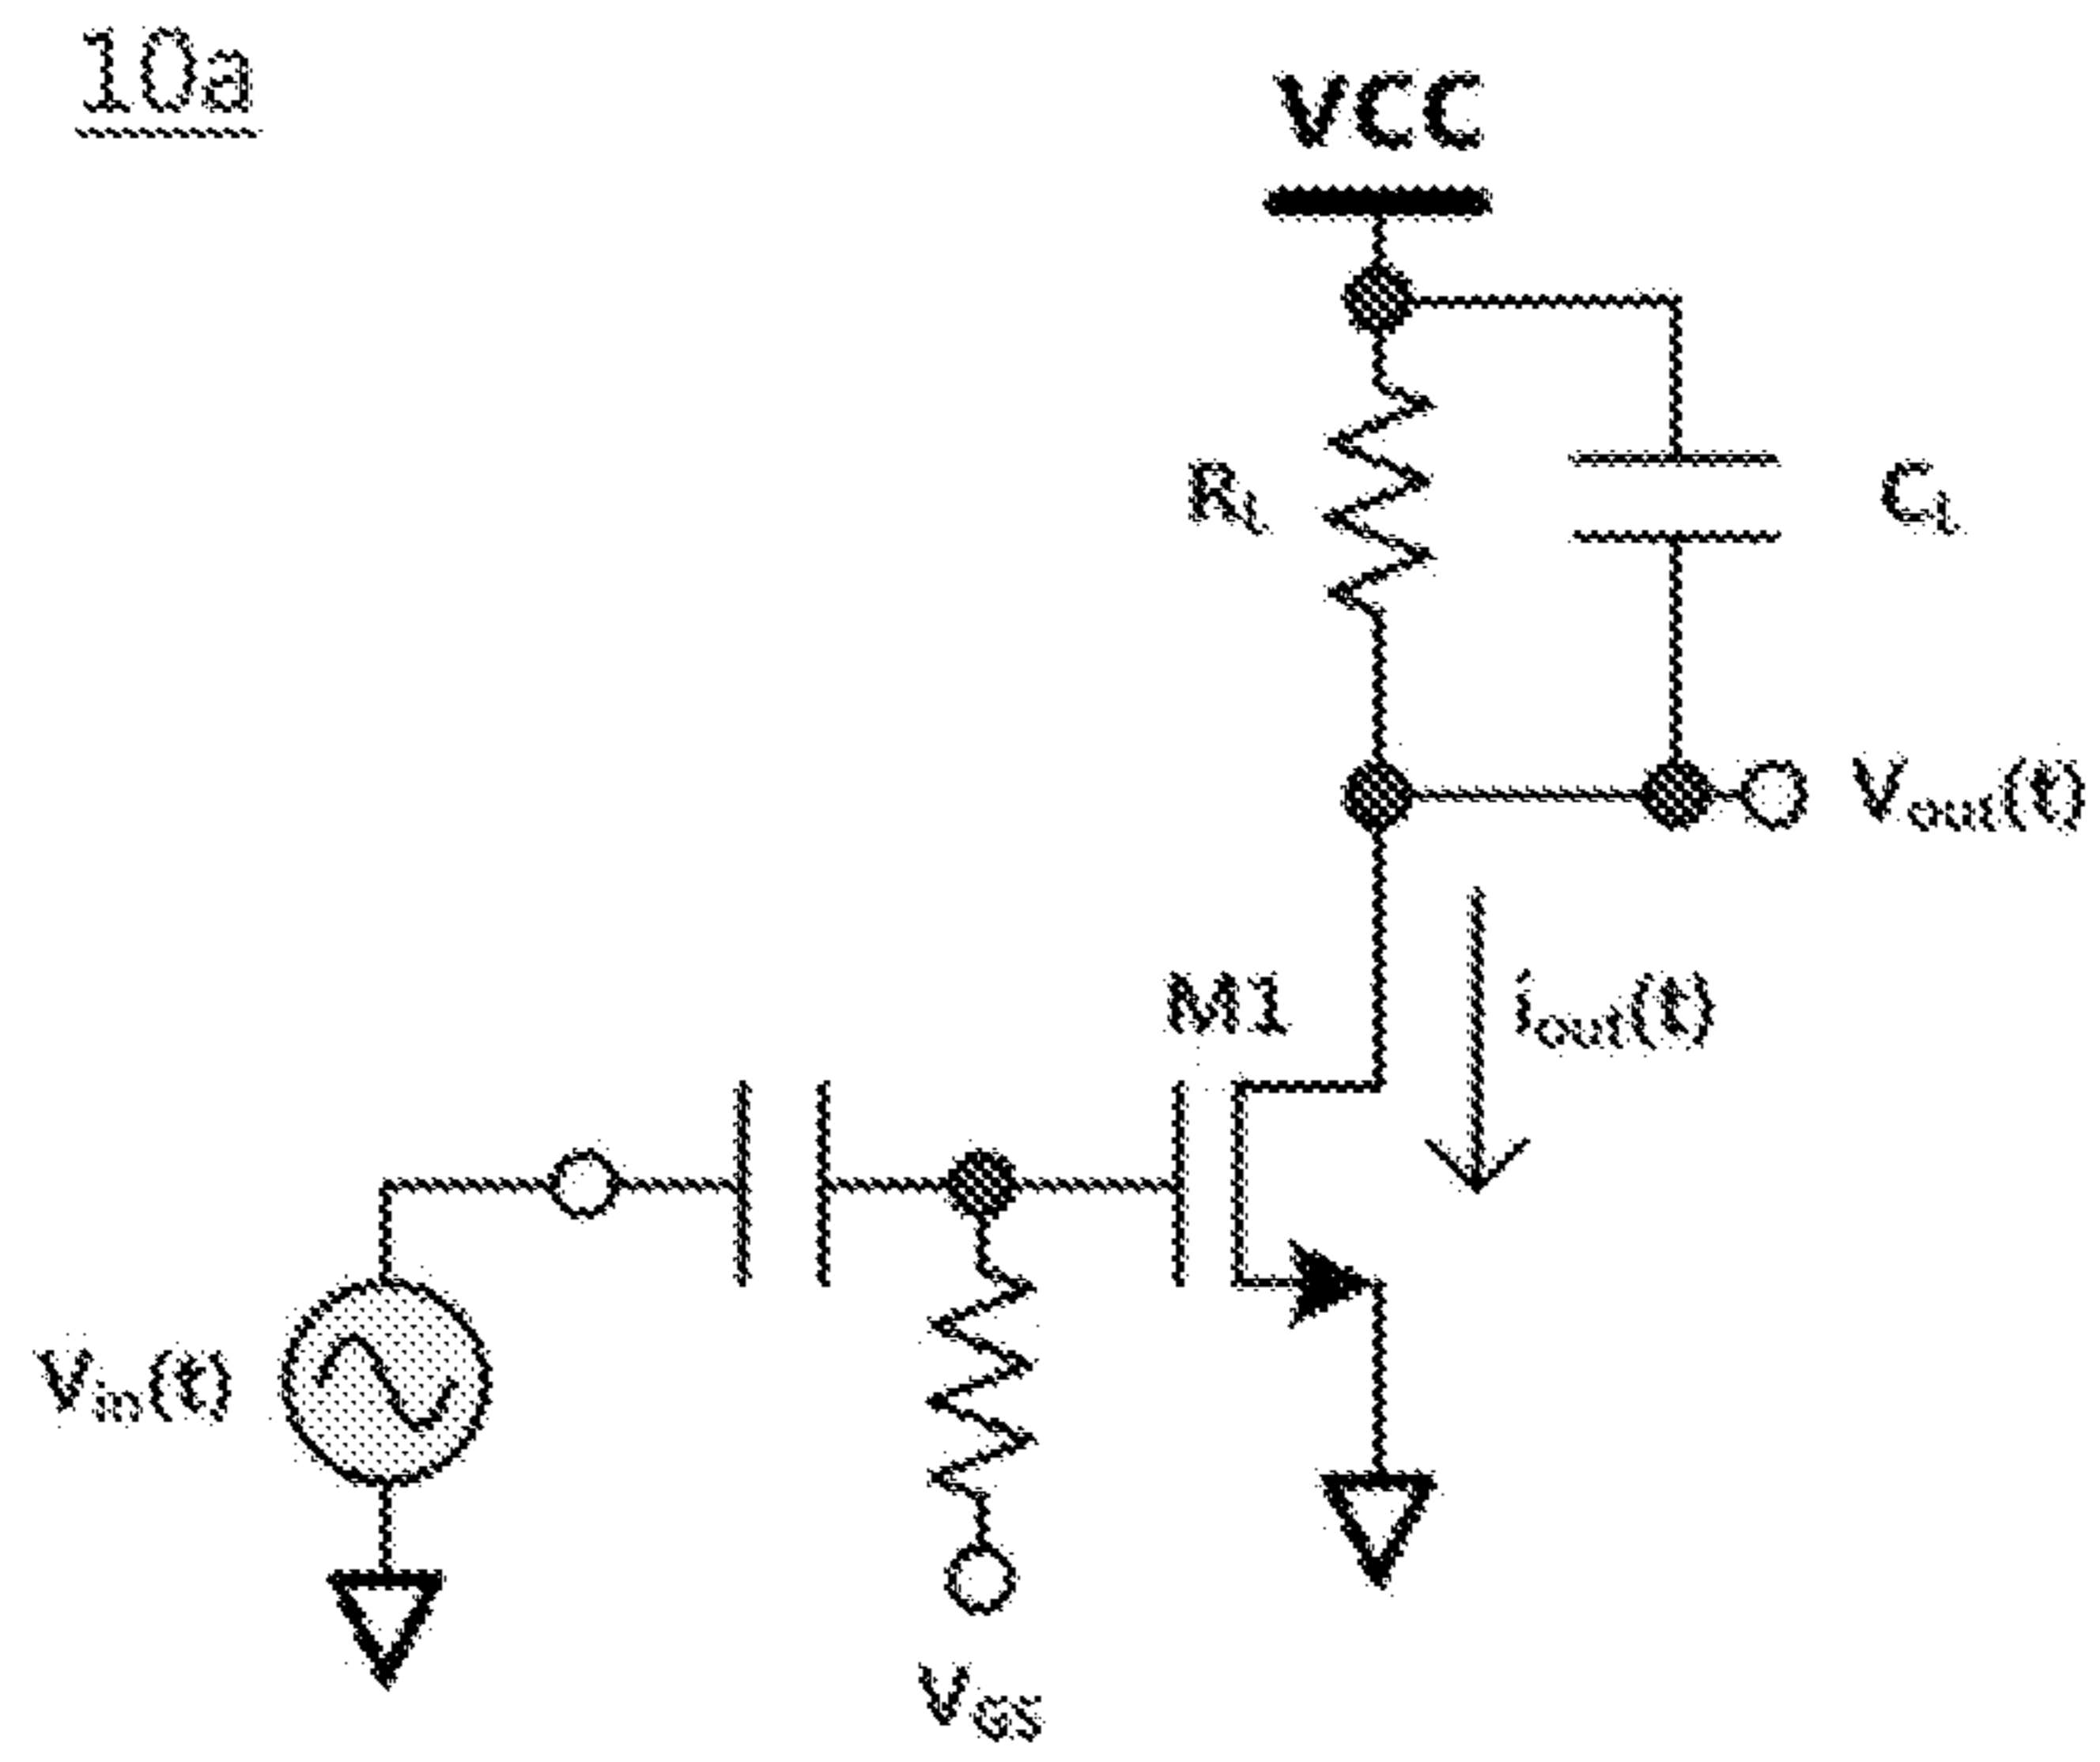 10a
VCC
RL
CL
Vout(t)
M1
iout(t)
Vin(t)
VGS